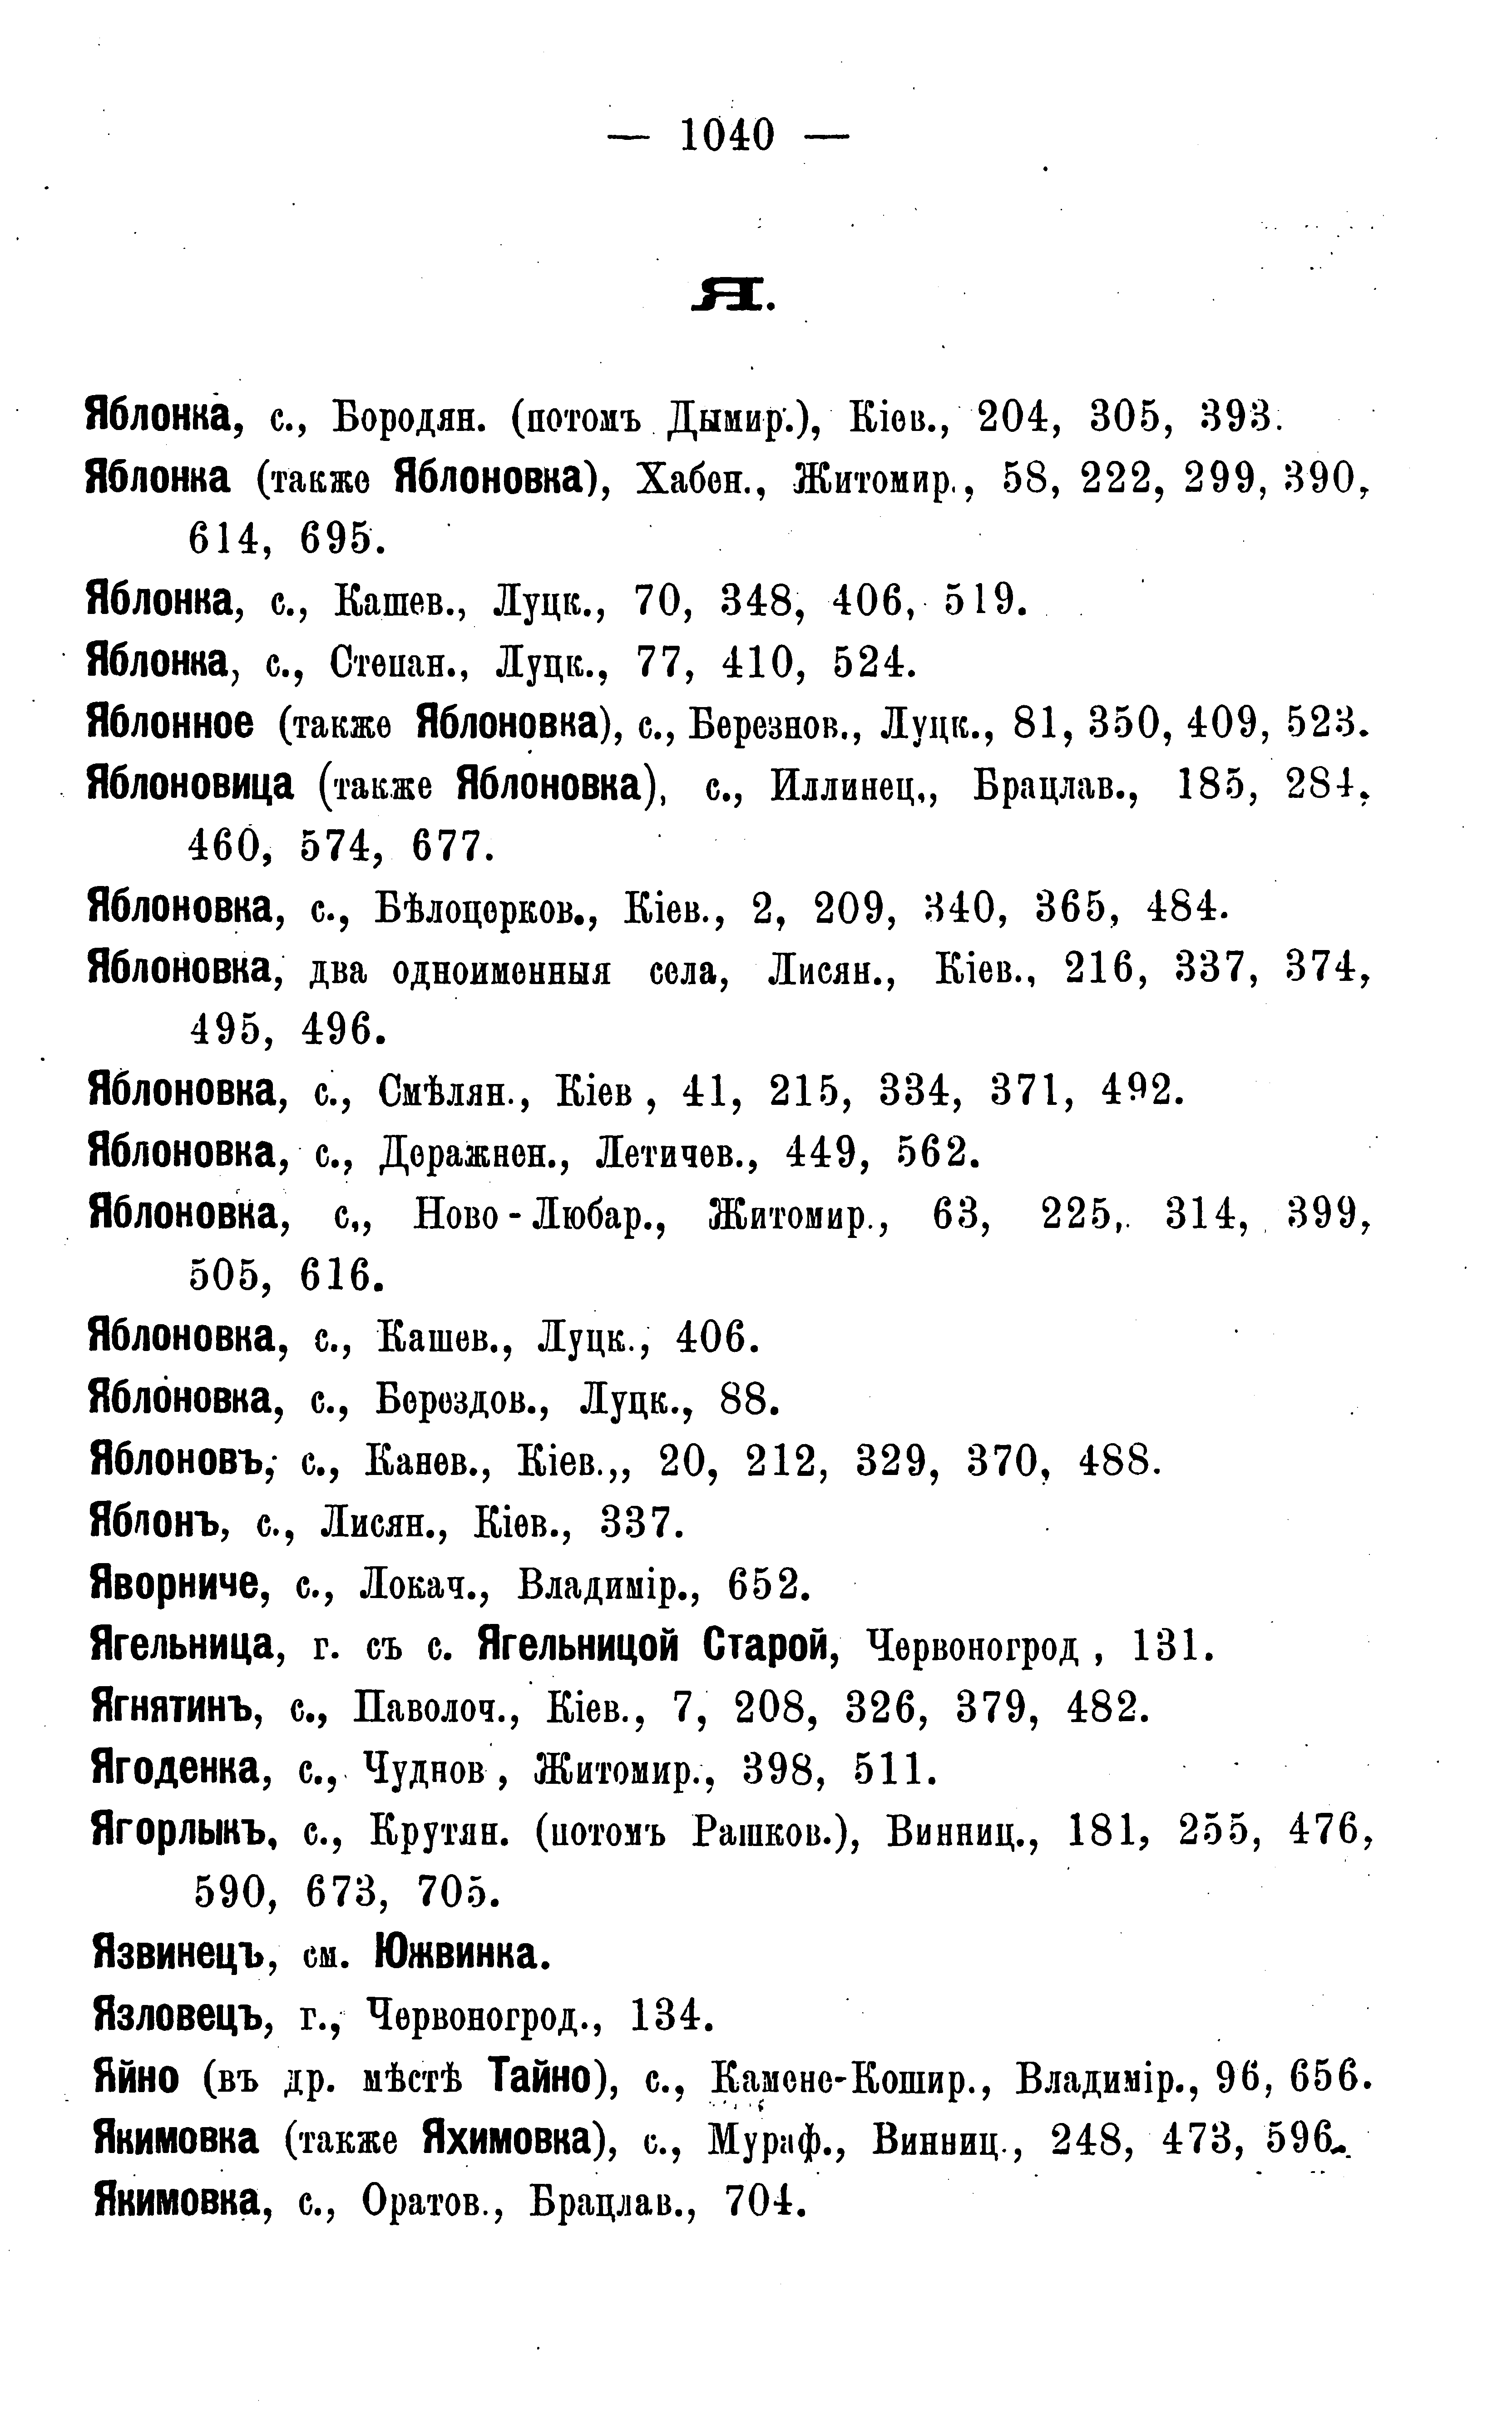 — 1040 —
Я.
Яблонка, с., Бородян. (потомъ Дымир.), Кіев., 204, 305, 393.
Яблонка (также Яблоновка), Хабен., Житомир., 58, 222, 299, 390,
614, 695.
Яблонка, с., Кашев., Луцк., 70, 348, 406, 519.
Яблонка, с., Степан., Луцк., 77, 410, 524.
Яблонное (также Яблоновка), с., Березнов., Луцк., 81, 350, 409, 523.
Яблоновица (также Яблоновка), с., Иллинец., Брацлав., 185, 284,
460, 574, 677.
Яблоновка, с., Бѣлоцерков., Кіев., 2, 209, 340, 365, 484.
Яблоновка, два одноименныя села, Лисян., Кіев., 216, 337, 374,
495, 496.
Яблоновка, с., Смѣлян., Кіев , 41, 215, 334, 371, 492.
Яблоновка, с., Деражнен., Летичев., 449, 562.
Яблоновка, с., Ново-Любар., Житомир., 63, 225, 314, 399,
505, 616.
Яблоновка, с., Кашев., Луцк., 406.
Яблоновка, с., Берездов., Луцк., 88.
Яблоновъ, с., Канев., Кіев.,, 20, 212, 329, 370, 488.
Яблонъ, с., Лисян., Кіев., 337.
Яворниче, с., Локач., Владимір., 652.
Ягельница, г. съ с. Ягельницой Старой, Червоногрод , 131.
Ягнятинъ, с., Паволоч., Кіев., 7, 208, 326, 379, 482.
Ягоденка, с., Чуднов , Житомир., 398, 511.
Ягорлыкъ, с., Крутян. (потомъ Рашков.), Винниц., 181, 255, 476,
590, 673, 705.
Язвинецъ, см. Южвинка.
Язловецъ, г., Червоногрод., 134.
Яйно (въ др. мѣстѣ Тайно), с., Камене-Кошир., Владимір., 96, 656.
Якимовка (также Яхимовка), с., Мураф., Винниц., 248, 473, 596.
Якимовка, с., Оратов., Брацлав., 704.